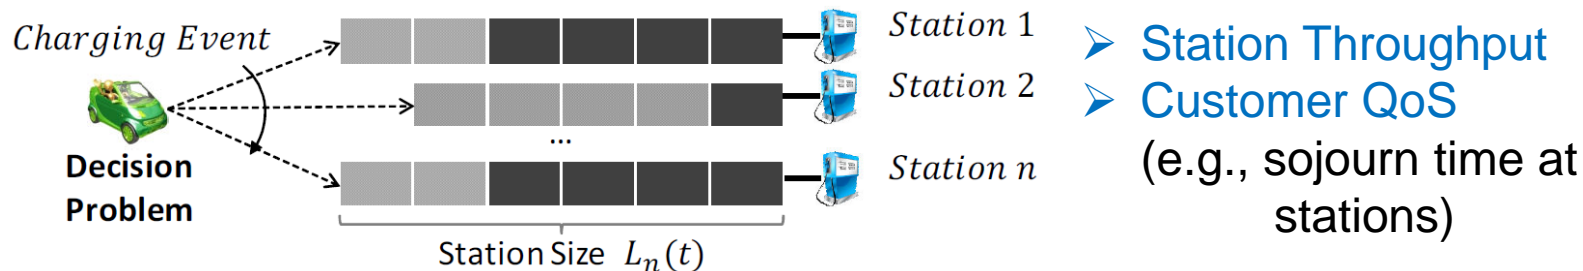 Charging Event
Decision
Problem
Station 1
Station 2
...
Station n
Station Size L_n(t)
➢ Station Throughput
➢ Customer QoS
(e.g., sojourn time at
stations)